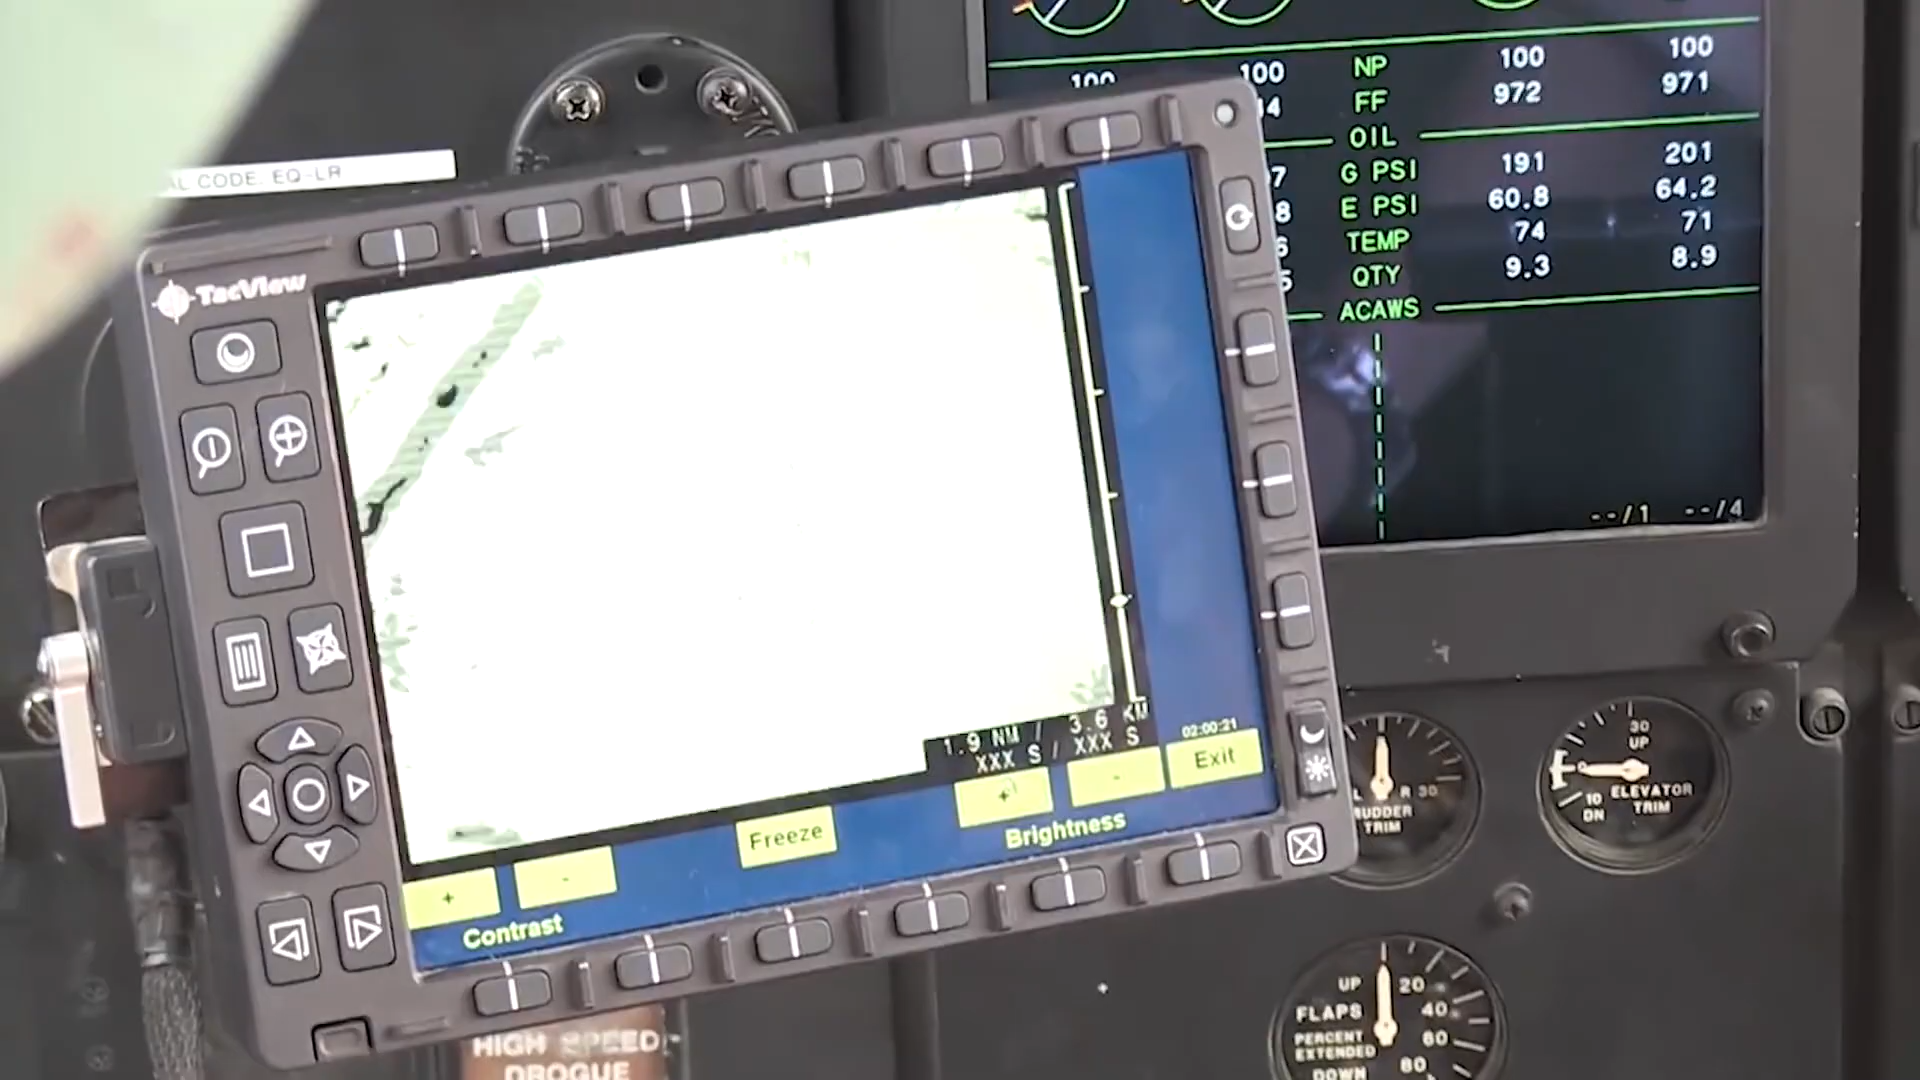 100 100 NP 100 100
FF 972 971
OIL
G PSI 191 201
E PSI 60.8 64.2
TEMP 74 71
QTY 9.3 8.9
ACAWS
--/1 --/4
CODE: EQ-LR
TacView
1.9 NM / 3.6 KM
XXX S / XXX S
02:00:21
+ - Freeze + - Exit
Contrast Brightness
R 30
TRIM
30
UP
10
DN
ELEVATOR
TRIM
UP 20
FLAPS 40
PERCENT 60
EXTENDED
DOWN 80
HIGH SPEED
DROGUE